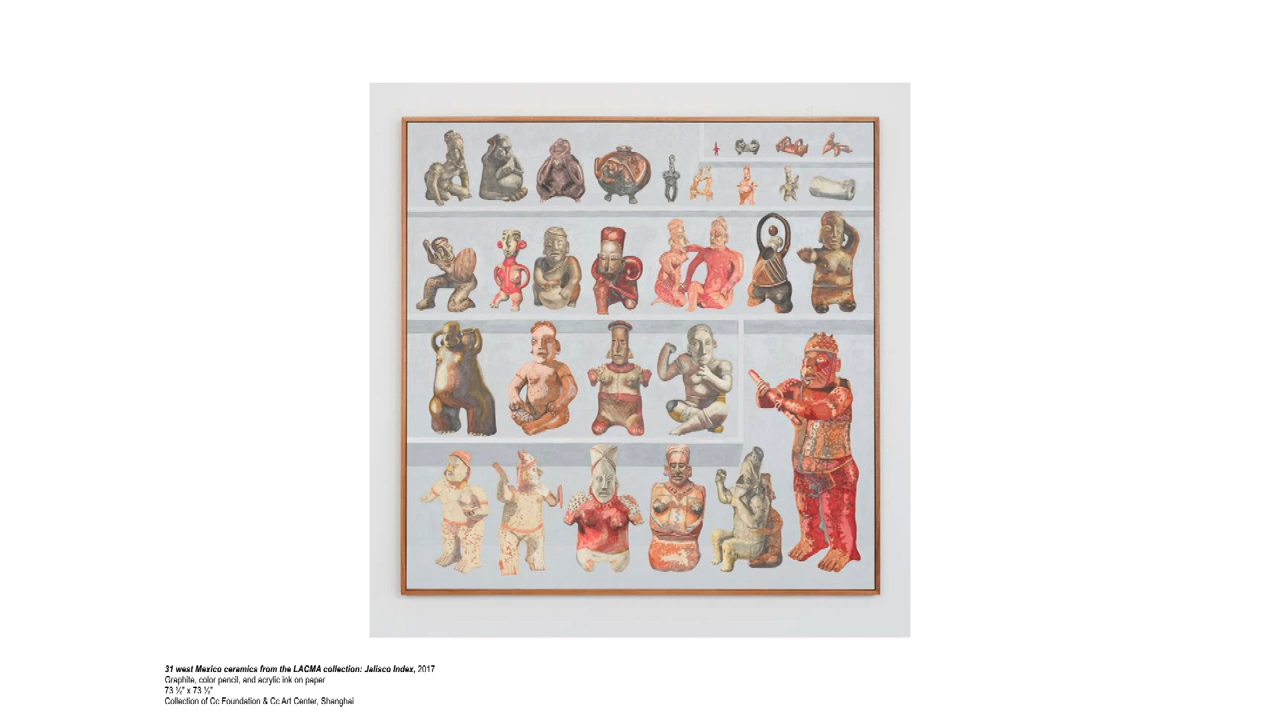 31 west Mexico ceramics from the LACMA collection: Jalisco Index, 2017
Graphite, color pencil, and acrylic ink on paper
73 ½" x 73 ½"
Collection of Cc Foundation & Cc Art Center, Shanghai